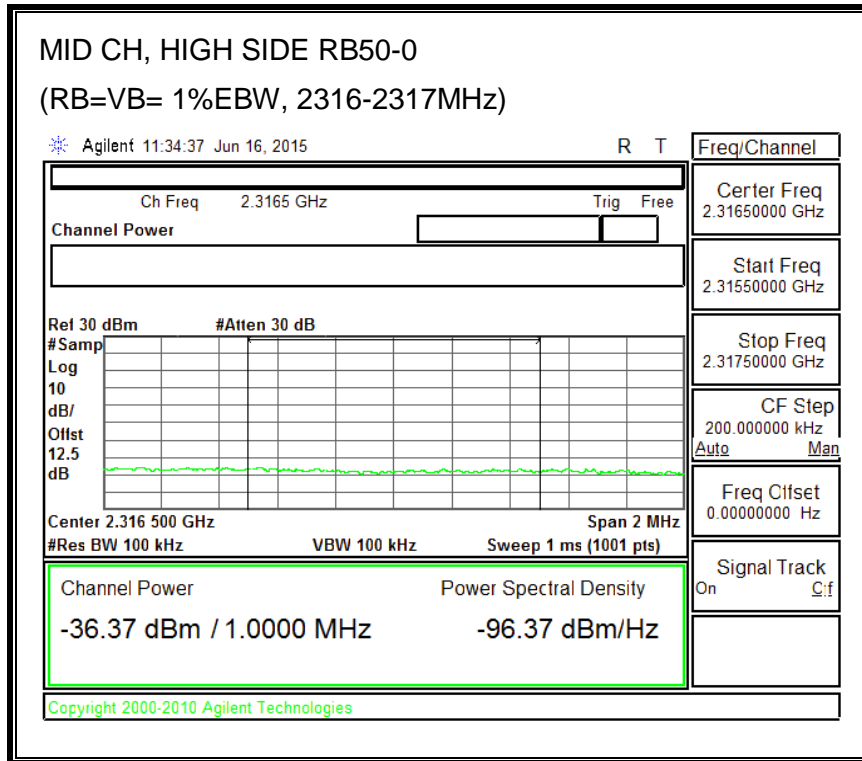 MID CH, HIGH SIDE RB50-0
(RB=VB= 1%EBW, 2316-2317MHz)
Agilent 11:34:37 Jun 16, 2015 R T
Freq/Channel
Ch Freq 2.3165 GHz Trig Free
Channel Power
Center Freq
2.31650000 GHz
Start Freq
2.31550000 GHz
Stop Freq
2.31750000 GHz
CF Step
200.000000 kHz
Auto Man
Freq Offset
0.00000000 Hz
Signal Track
On Off
Ref 30 dBm #Atten 30 dB
#Samp
Log
10
dB/
Offst
12.5
dB
Center 2.316 500 GHz Span 2 MHz
#Res BW 100 kHz VBW 100 kHz Sweep 1 ms (1001 pts)
Channel Power Power Spectral Density
-36.37 dBm / 1.0000 MHz -96.37 dBm/Hz
Copyright 2000-2010 Agilent Technologies